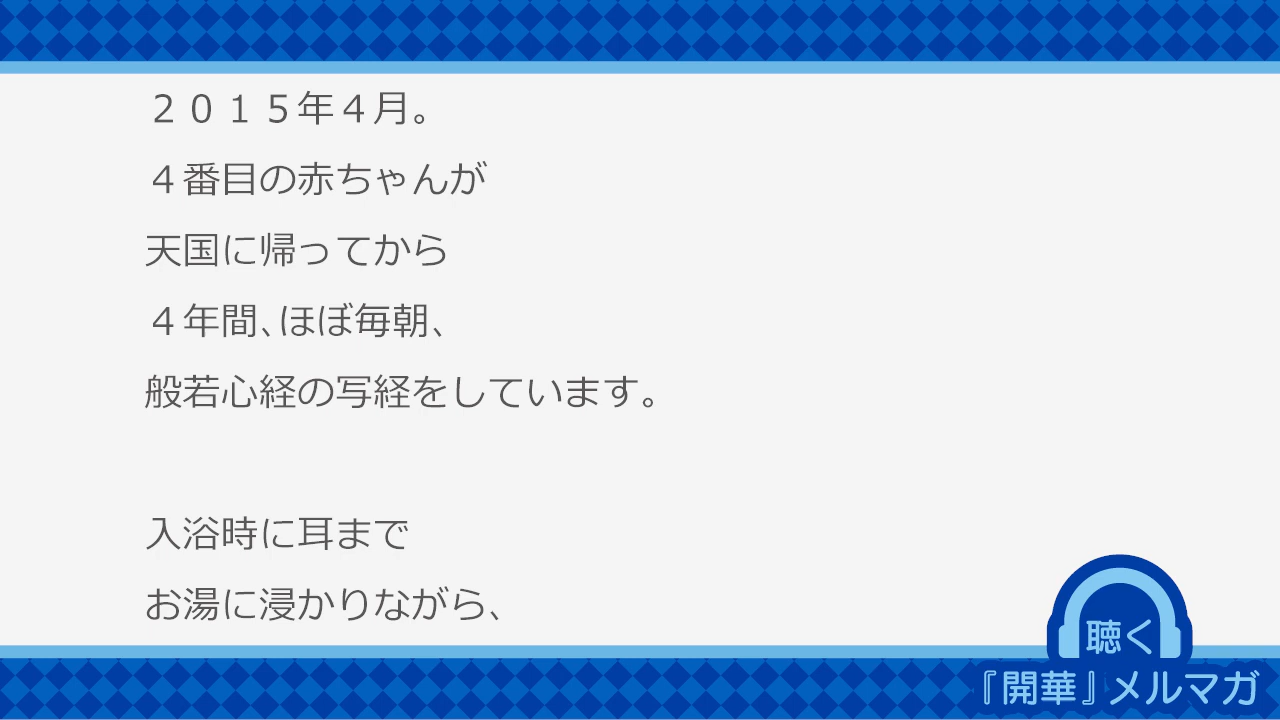 ２０１５年４月。
４番目の赤ちゃんが
天国に帰ってから
４年間、ほぼ毎朝、
般若心経の写経をしています。
入浴時に耳まで
お湯に浸かりながら、
聴く
『開華』メルマガ